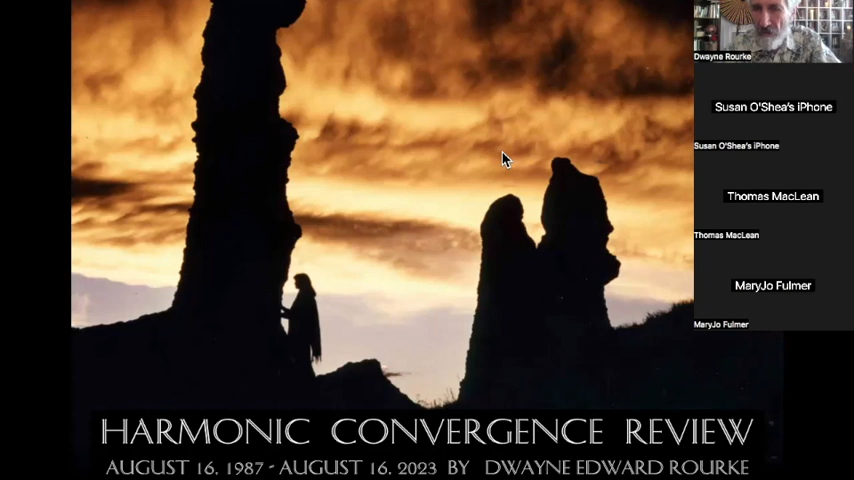 Dwayne Rourke
Susan O'Shea's iPhone
Susan O'Shea's iPhone
Thomas MacLean
Thomas MacLean
MaryJo Fulmer
MaryJo Fulmer
HARMONIC CONVERGENCE REVIEW
AUGUST 16, 1987 - AUGUST 16, 2023 BY DWAYNE EDWARD ROURKE